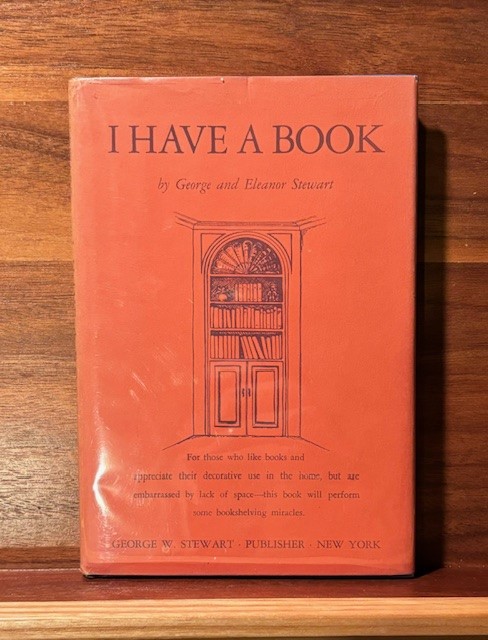 I HAVE A BOOK
by George and Eleanor Stewart
For those who like books and
appreciate their decorative use in the home, but are
embarrassed by lack of space—this book will perform
some bookshelving miracles.
GEORGE W. STEWART · PUBLISHER · NEW YORK